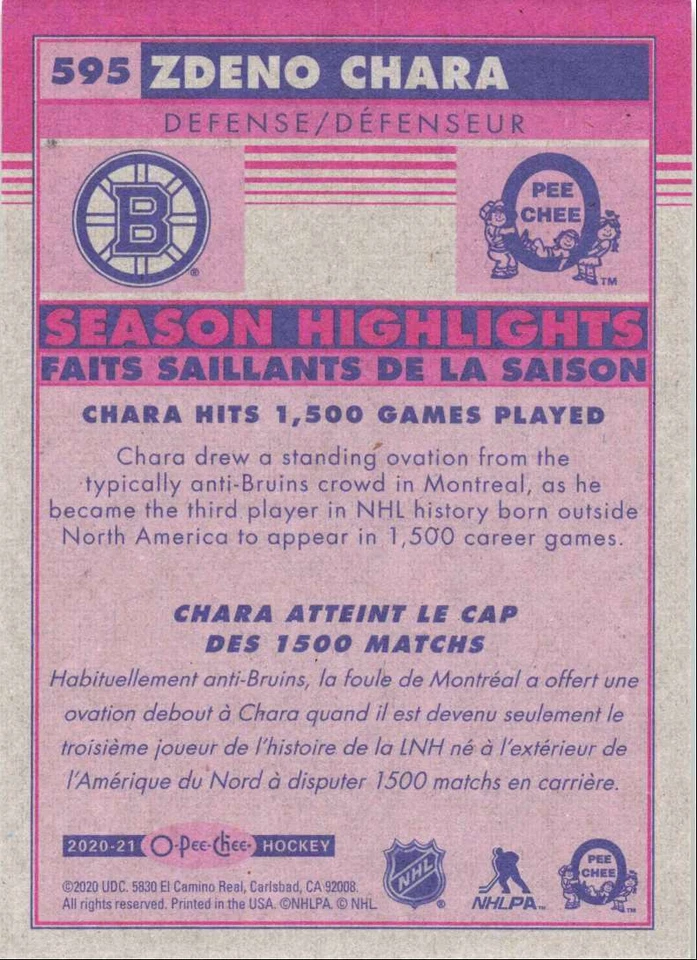 595 ZDENO CHARA
DEFENSE/DÉFENSEUR
B
®
PEE
CHEE
TM
SEASON HIGHLIGHTS
FAITS SAILLANTS DE LA SAISON
CHARA HITS 1,500 GAMES PLAYED
Chara drew a standing ovation from the
typically anti-Bruins crowd in Montreal, as he
became the third player in NHL history born outside
North America to appear in 1,500 career games.
CHARA ATTEINT LE CAP
DES 1500 MATCHS
Habituellement anti-Bruins, la foule de Montréal a offert une
ovation debout à Chara quand il est devenu seulement le
troisième joueur de l'histoire de la LNH né à l'extérieur de
l'Amérique du Nord à disputer 1500 matchs en carrière.
2020-21 O-Pee-Chee HOCKEY
©2020 UDC. 5830 El Camino Real, Carlsbad, CA 92008.
All rights reserved. Printed in the USA. ©NHLPA. © NHL
NHL
®
NHLPA™
PEE
CHEE
TM